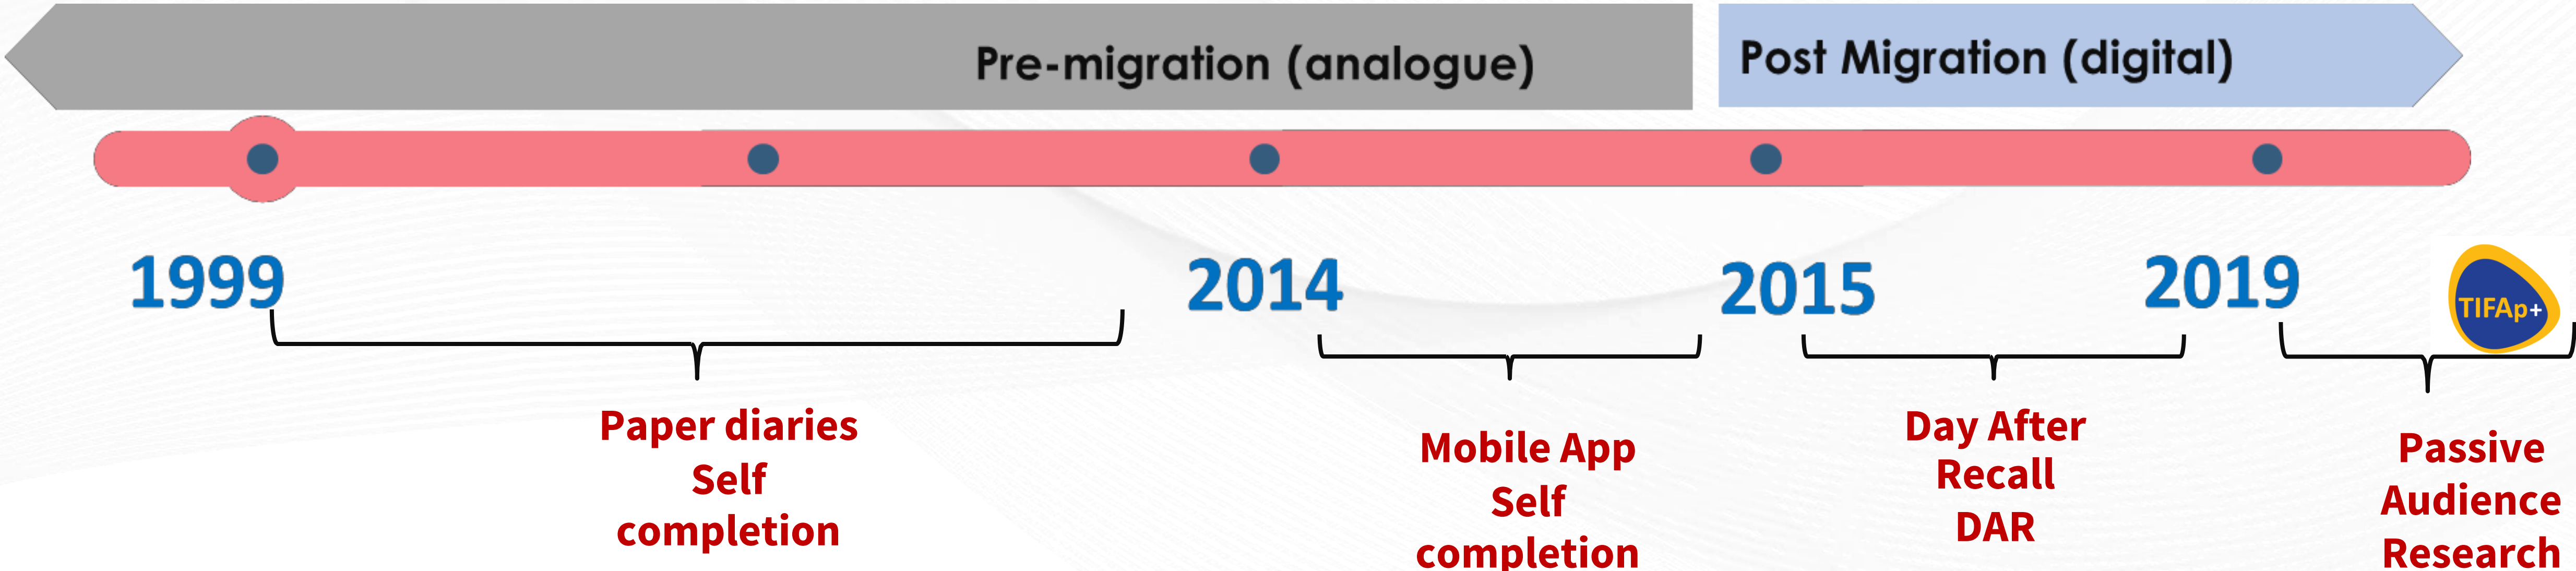 Pre-migration (analogue)
Post Migration (digital)
1999
2014
2015
2019
TIFAp+
Paper diaries
Self
completion
Mobile App
Self
completion
Day After
Recall
DAR
Passive
Audience
Research